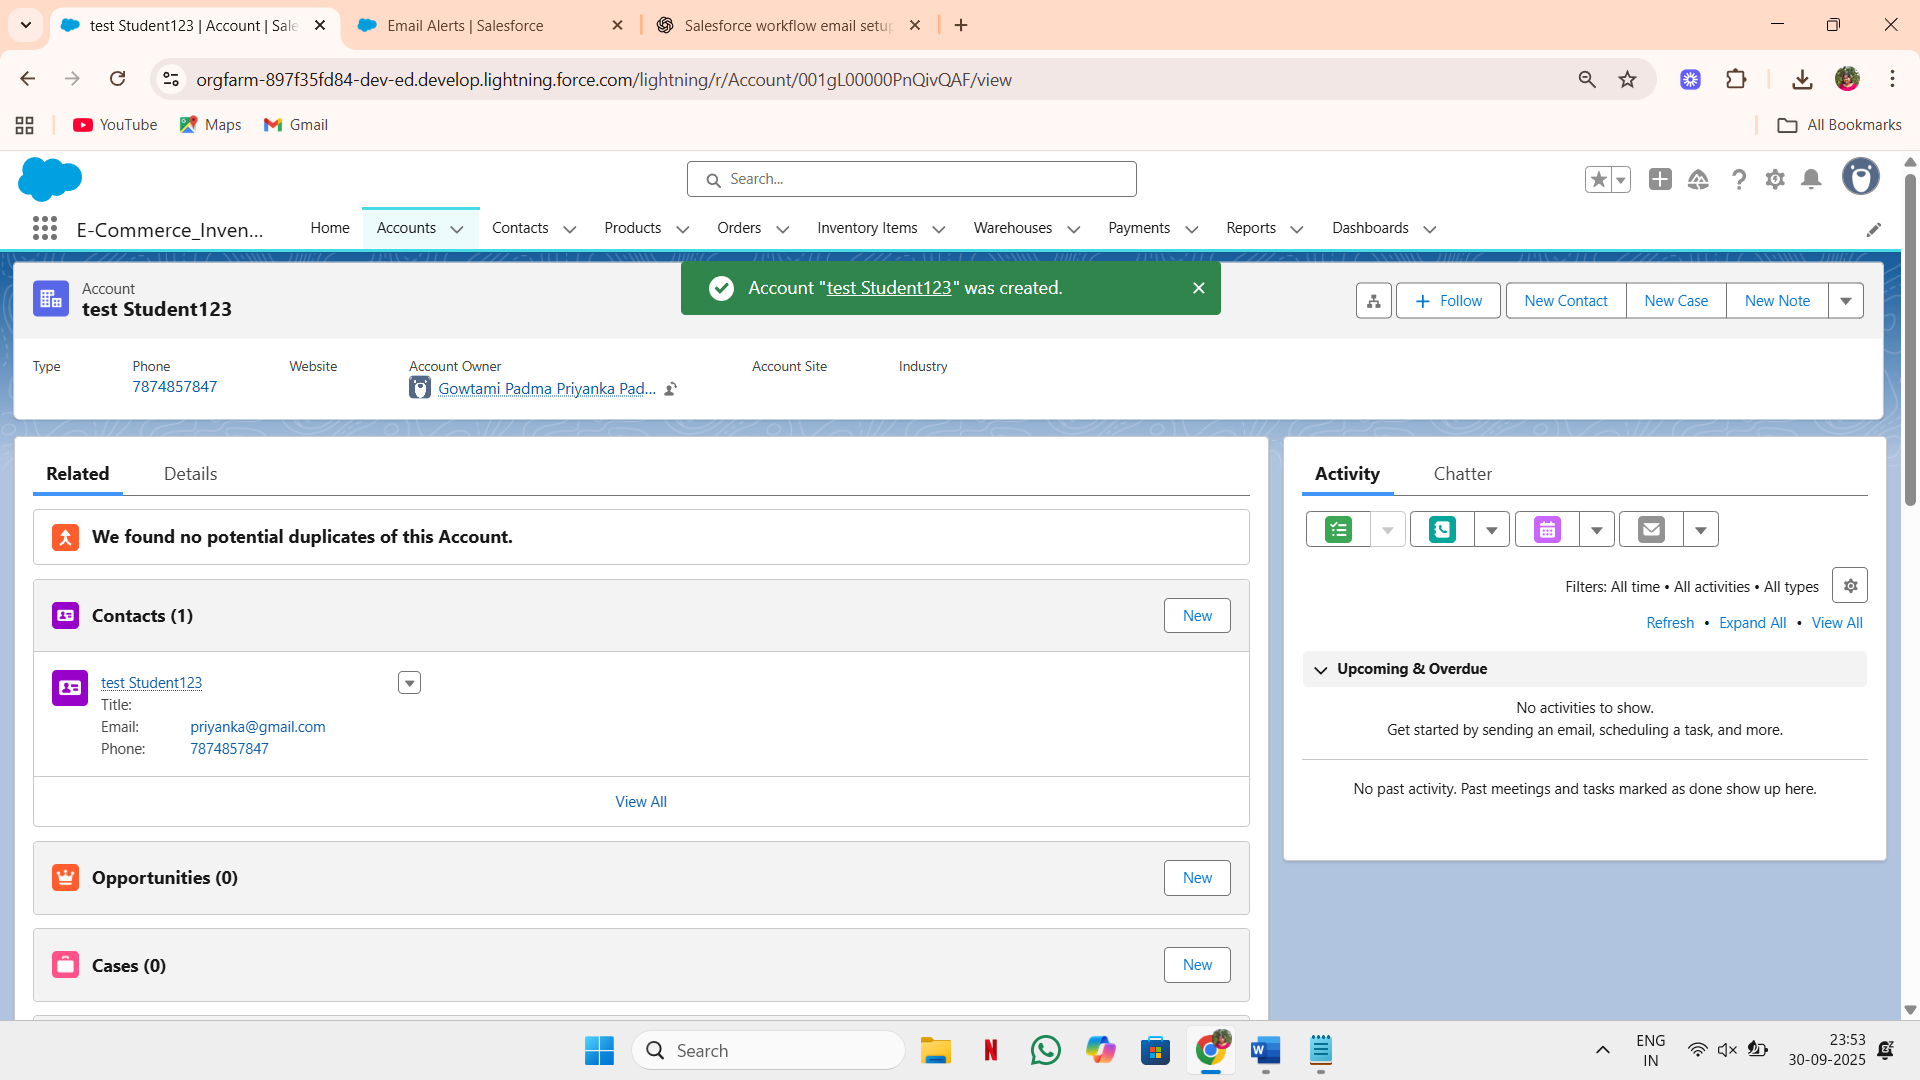 test Student123 | Account | Sale
Email Alerts | Salesforce
Salesforce workflow email setup
orgfarm-897f35fd84-dev-ed.develop.lightning.force.com/lightning/r/Account/001gL00000PnQivQAF/view
YouTube
Maps
Gmail
All Bookmarks
Search...
E-Commerce_Inven...
Home
Accounts
Contacts
Products
Orders
Inventory Items
Warehouses
Payments
Reports
Dashboards
Account
test Student123
Account "test Student123" was created.
Follow
New Contact
New Case
New Note
Type
Phone
7874857847
Website
Account Owner
Gowtami Padma Priyanka Pad...
Account Site
Industry
Related
Details
We found no potential duplicates of this Account.
Contacts (1)
New
test Student123
Title:
Email: priyanka@gmail.com
Phone: 7874857847
View All
Opportunities (0)
New
Cases (0)
New
Activity
Chatter
Filters: All time • All activities • All types
Refresh • Expand All • View All
Upcoming & Overdue
No activities to show.
Get started by sending an email, scheduling a task, and more.
No past activity. Past meetings and tasks marked as done show up here.
Search
ENG
IN
23:53
30-09-2025